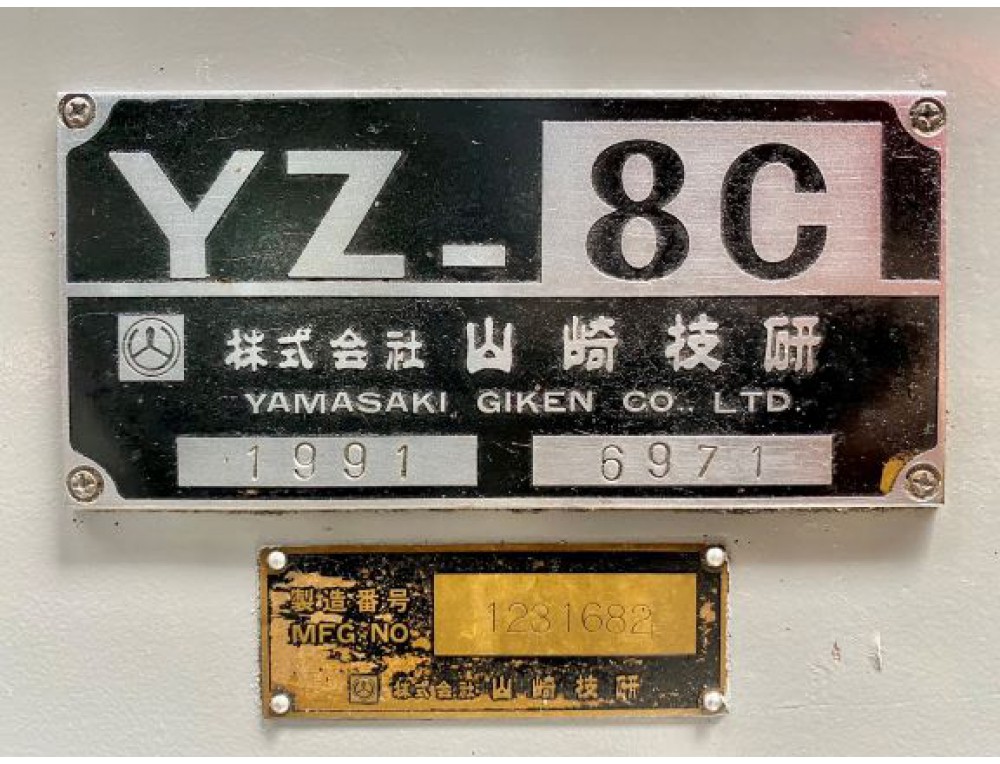 YZ-8C
株式会社 山崎技研
YAMASAKI GIKEN CO., LTD
1991 6971
製造番号
MFG NO 1231682
株式会社 山崎技研